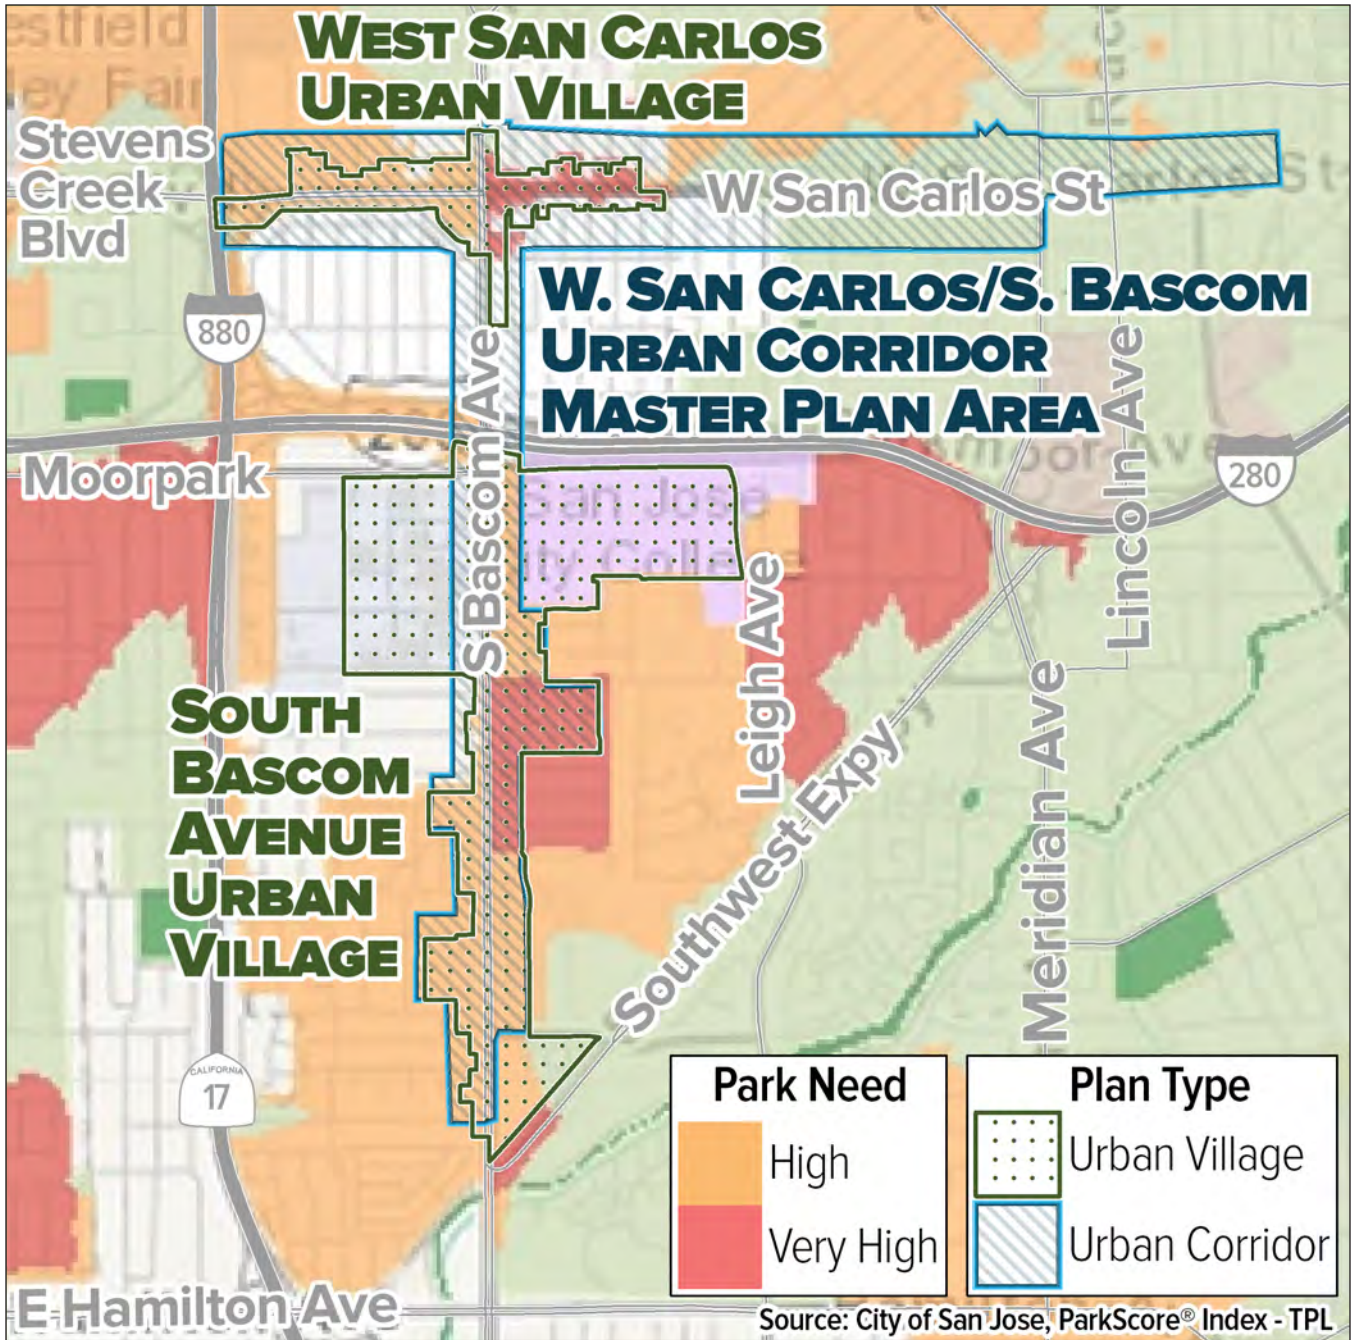 WEST SAN CARLOS
URBAN VILLAGE
Stevens
Creek
Blvd
W San Carlos St
W. SAN CARLOS/S. BASCOM
URBAN CORRIDOR
MASTER PLAN AREA
880
S Bascom Ave
Lincoln Ave
280
Moorpark
San Jose
Leigh Ave
SOUTH
BASCOM
AVENUE
URBAN
VILLAGE
Southwest Expy
Meridian Ave
CALIFORNIA
17
Park Need
High
Very High
Plan Type
Urban Village
Urban Corridor
E Hamilton Ave
Source: City of San Jose, ParkScore® Index - TPL